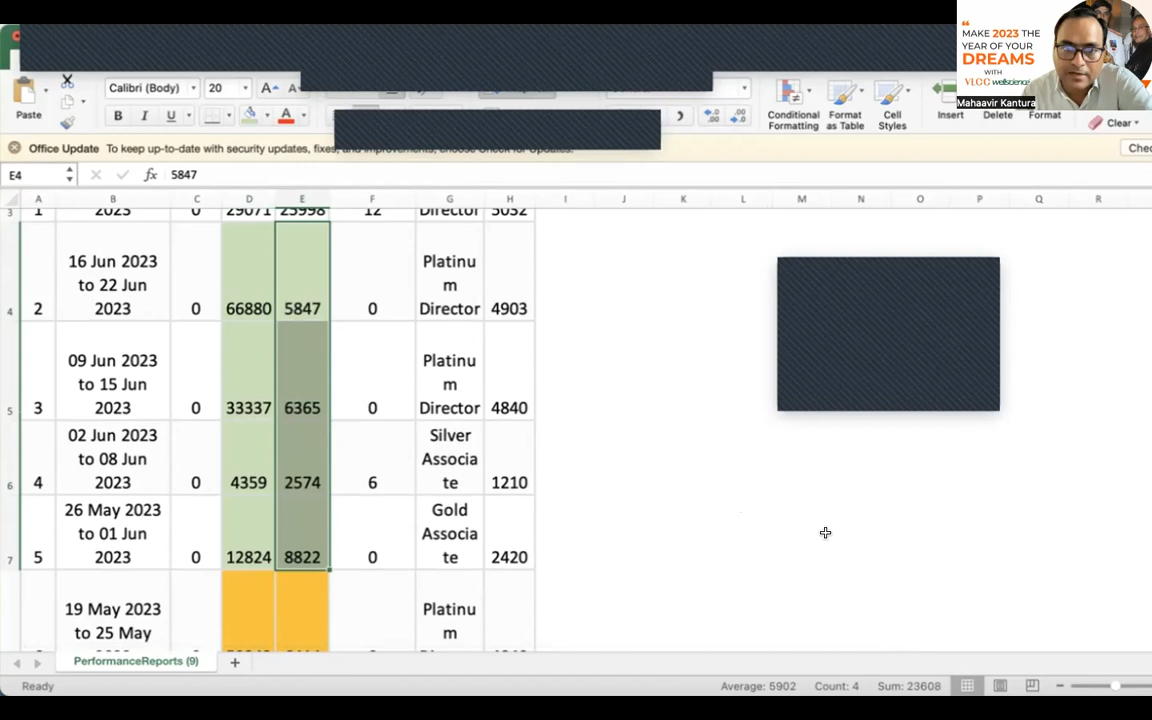 “
MAKE 2023 THE
YEAR OF YOUR
DREAMS
WITH
VLCC wellscience
Mahaavir Kantura
Calibri (Body) 20 A A
Paste B I U A
Conditional Formatting
Format as Table
Cell Styles
Insert Delete Format
Clear
Office Update To keep up-to-date with security updates, fixes, and improvements, choose Check for Updates.
E4 fx 5847
A B C D E F G H I J K L M N O P Q R
3 1 2023 0 29071 25998 12 Director 5032
16 Jun 2023 Platinu
to 22 Jun m
4 2 2023 0 66880 5847 0 Director 4903
09 Jun 2023 Platinu
to 15 Jun m
5 3 2023 0 33337 6365 0 Director 4840
02 Jun 2023 Silver
to 08 Jun Associa
6 4 2023 0 4359 2574 6 te 1210
26 May 2023 Gold
to 01 Jun Associa
7 5 2023 0 12824 8822 0 te 2420
19 May 2023 Platinu
to 25 May m
PerformanceReports (9) +
Ready Average: 5902 Count: 4 Sum: 23608